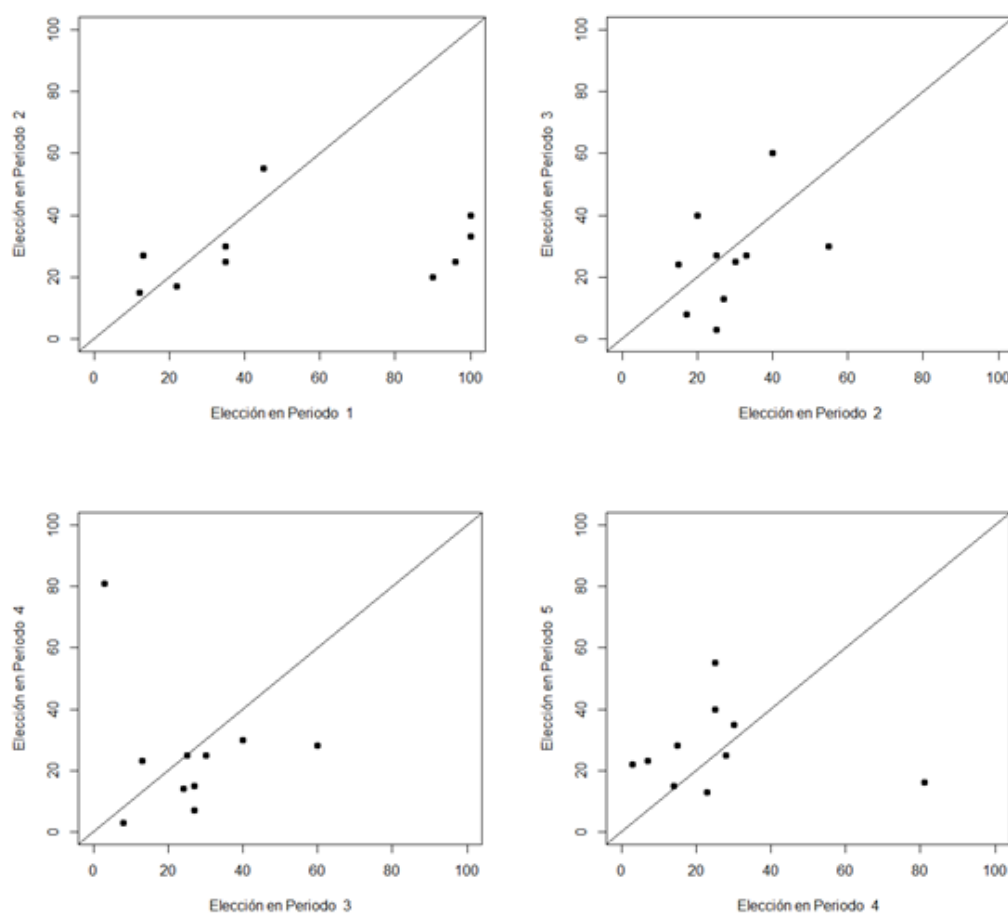 100
80
60
40
20
0
Elección en Periodo 2
0 20 40 60 80 100
Elección en Periodo 1
100
80
60
40
20
0
Elección en Periodo 3
0 20 40 60 80 100
Elección en Periodo 2
100
80
60
40
20
0
Elección en Periodo 4
0 20 40 60 80 100
Elección en Periodo 3
100
80
60
40
20
0
Elección en Periodo 5
0 20 40 60 80 100
Elección en Periodo 4